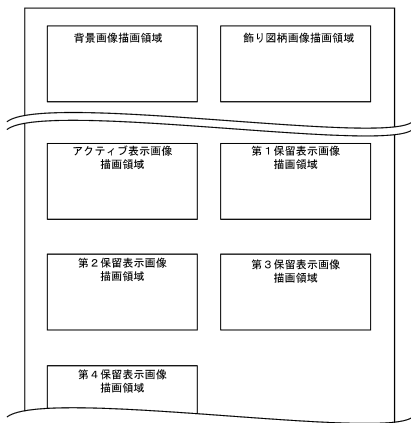 背景画像描画領域
飾り図柄画像描画領域
アクティブ表示画像
描画領域
第1保留表示画像
描画領域
第2保留表示画像
描画領域
第3保留表示画像
描画領域
第4保留表示画像
描画領域